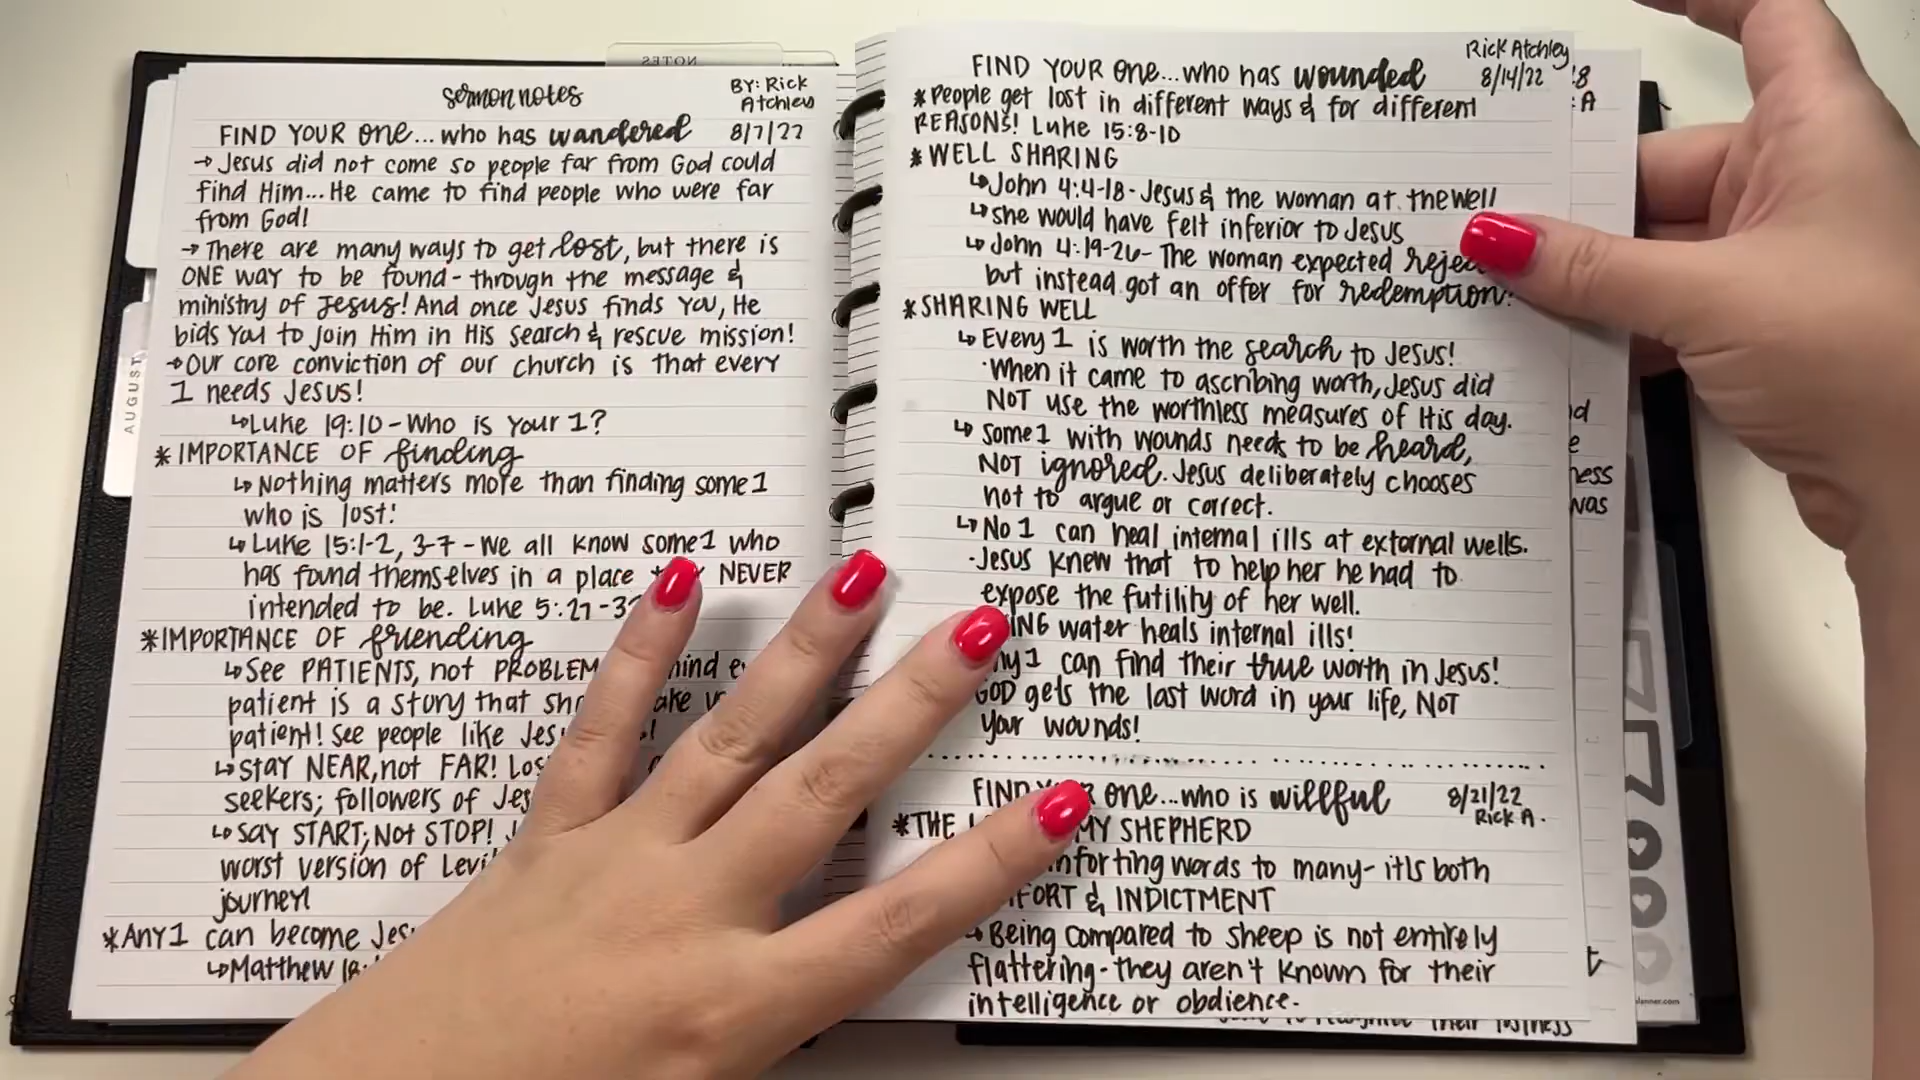 NOTES
sermon notes
BY: Rick
Atchley
FIND YOUR one...who has wandered 8/7/22
→ Jesus did not come so people far from God could
find Him... He came to find people who were far
from God!
→ There are many ways to get lost, but there is
ONE WAY to be found - through the message &
ministry of Jesus! And once Jesus finds you, He
bids you to join Him in His search & rescue mission!
→ Our core conviction of our church is that every
1 needs Jesus!
↳ Luke 19:10 - Who is your 1?
* IMPORTANCE OF finding
↳ Nothing matters more than finding some1
who is lost!
↳ Luke 15:1-2, 3-7 - We all know some1 who
has found themselves in a place NEVER
intended to be. Luke 5:27-3
* IMPORTANCE OF friending
↳ See PATIENTS, not PROBLEM
patient is a story that
patient! See people like
↳ Stay NEAR, not FAR!
seekers; followers of
↳ Say START; Not STOP!
worst version of Levi
journey!
* Any1 can become
↳ Matthew
AUGUST
Rick Atchley
FIND YOUR one...who has wounded 8/14/22
* People get lost in different ways & for different
REASONS! Luke 15:8-10
* WELL SHARING
↳ John 4:4-18 - Jesus & the woman at the well
↳ she would have felt inferior to Jesus
↳ John 4:19-26 - The woman expected
but instead got an offer for redemption!
* SHARING WELL
↳ Every 1 is worth the search to Jesus!
· When it came to ascribing worth, Jesus did
NOT use the worthless measures of His day.
↳ some1 with wounds needs to be heard,
NOT ignored. Jesus deliberately chooses
not to argue or correct.
↳ No 1 can heal internal ills at external wells.
· Jesus knew that to help her he had to
expose the futility of her well.
water heals internal ills!
can find their true worth in Jesus!
GOD gets the last word in your life, NOT
your wounds!
FIND one...who is willful 8/21/22
Rick A.
* THE MY SHEPHERD
words to many - it is both
& INDICTMENT
↳ Being compared to sheep is not entirely
flattering - they aren't known for their
intelligence or obdience.